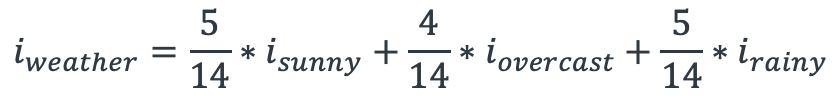 i_weather = 5/14 * i_sunny + 4/14 * i_overcast + 5/14 * i_rainy